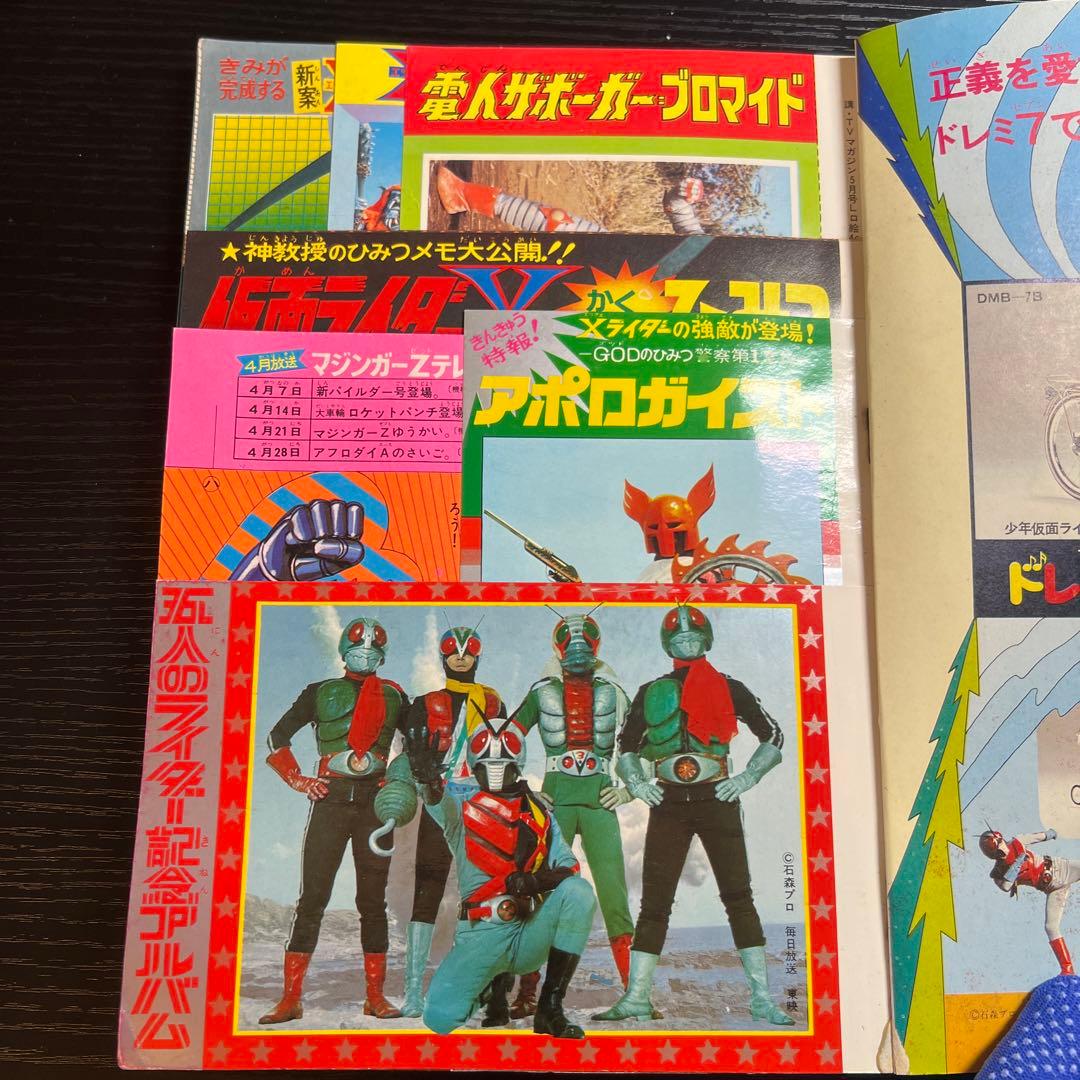 きみが
完成する
新案
電人ザボーガーブロマイド
講・TVマガジン5月号
正義を愛
ドレミ7で
★神教授のひみつメモ大公開!!
仮面ライダーX
かく
きんきゅう
特報!
Xライダーの強敵が登場!
―GODのひみつ警察第1
アポロガイスト
4月放送 マジンガーZテレ
4月7日 新パイルダー号登場。
4月14日 大車輪ロケットパンチ登場
4月21日 マジンガーZゆうかい。
4月28日 アフロダイAのさいご。
八
ろう!
五人のライダー記念アルバム
©石森プロ 毎日放送 東映
DMB―7B
少年仮面ライ
ドレ
©石森プロ